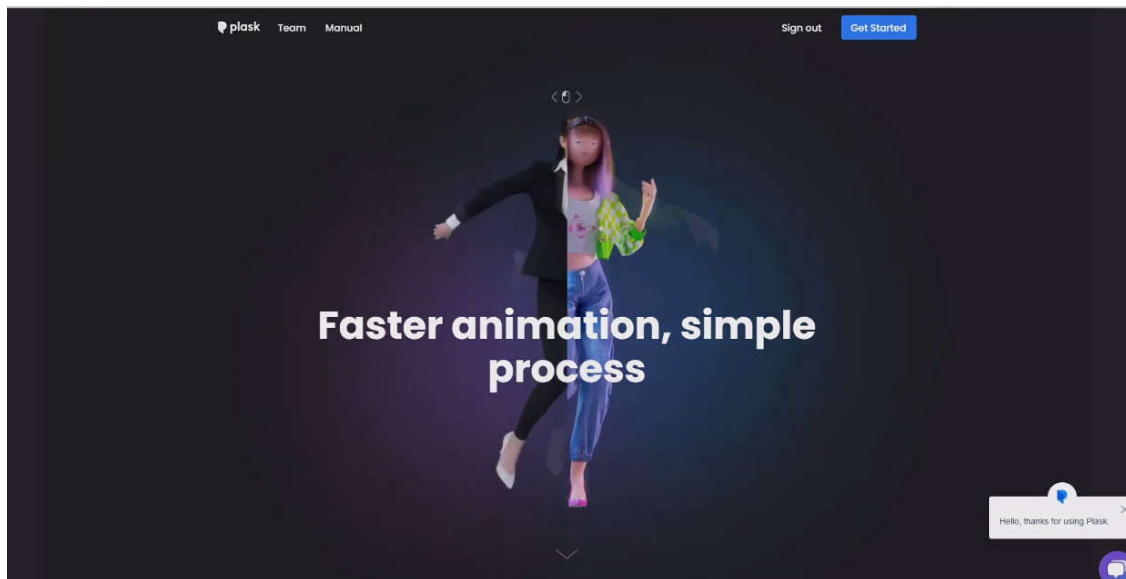 plask
Team
Manual
Sign out
Get Started
Faster animation, simple
process
Hello, thanks for using Plask.